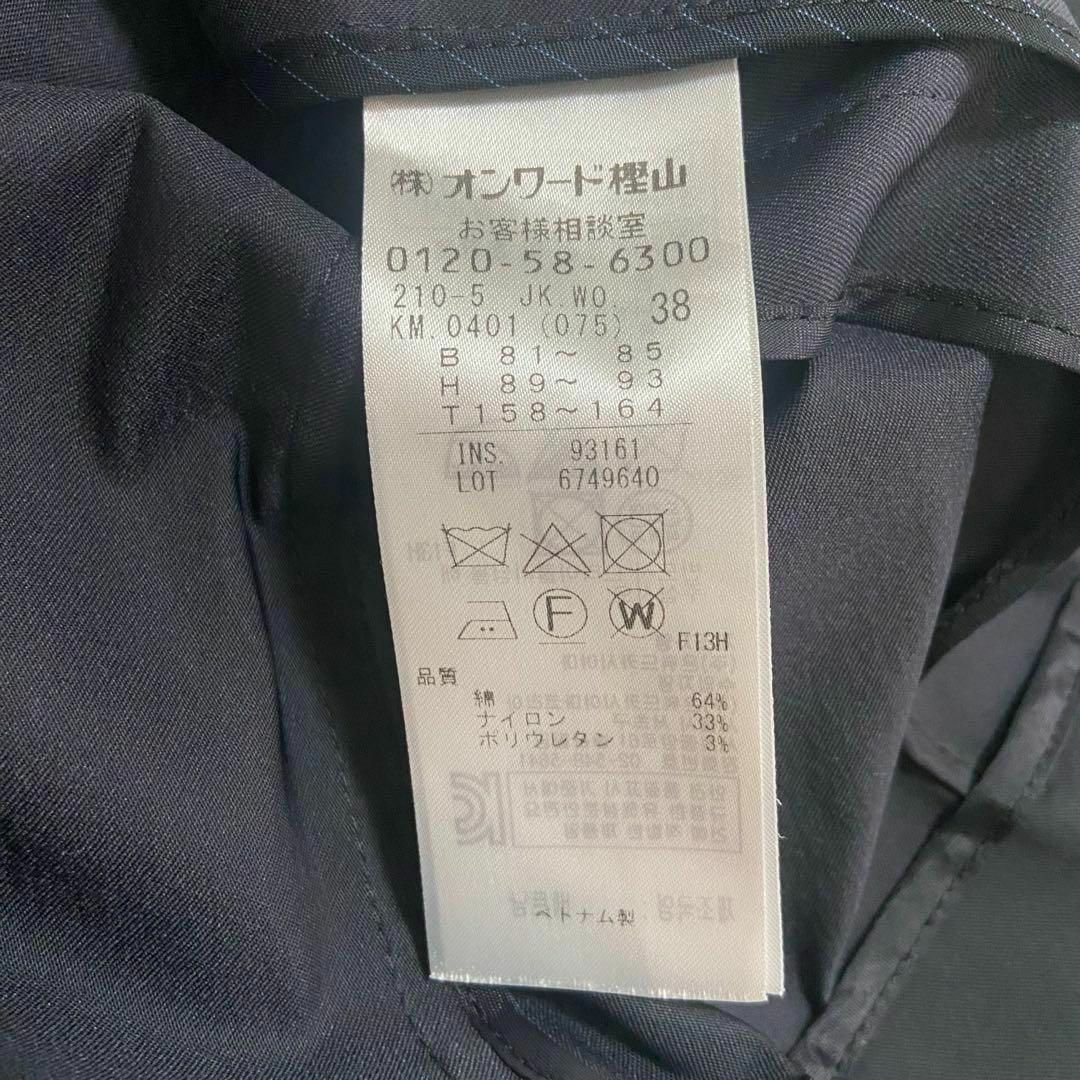 (株)オンワード樫山
お客様相談室
0120-58-6300
210-5 JK.WO. 38
KM.0401 (075)
B 81～ 85
H 89～ 93
T158～164
INS. 93161
LOT 6749640
F W F13H
品質
綿 64%
ナイロン 33%
ポリウレタン 3%
ベトナム製